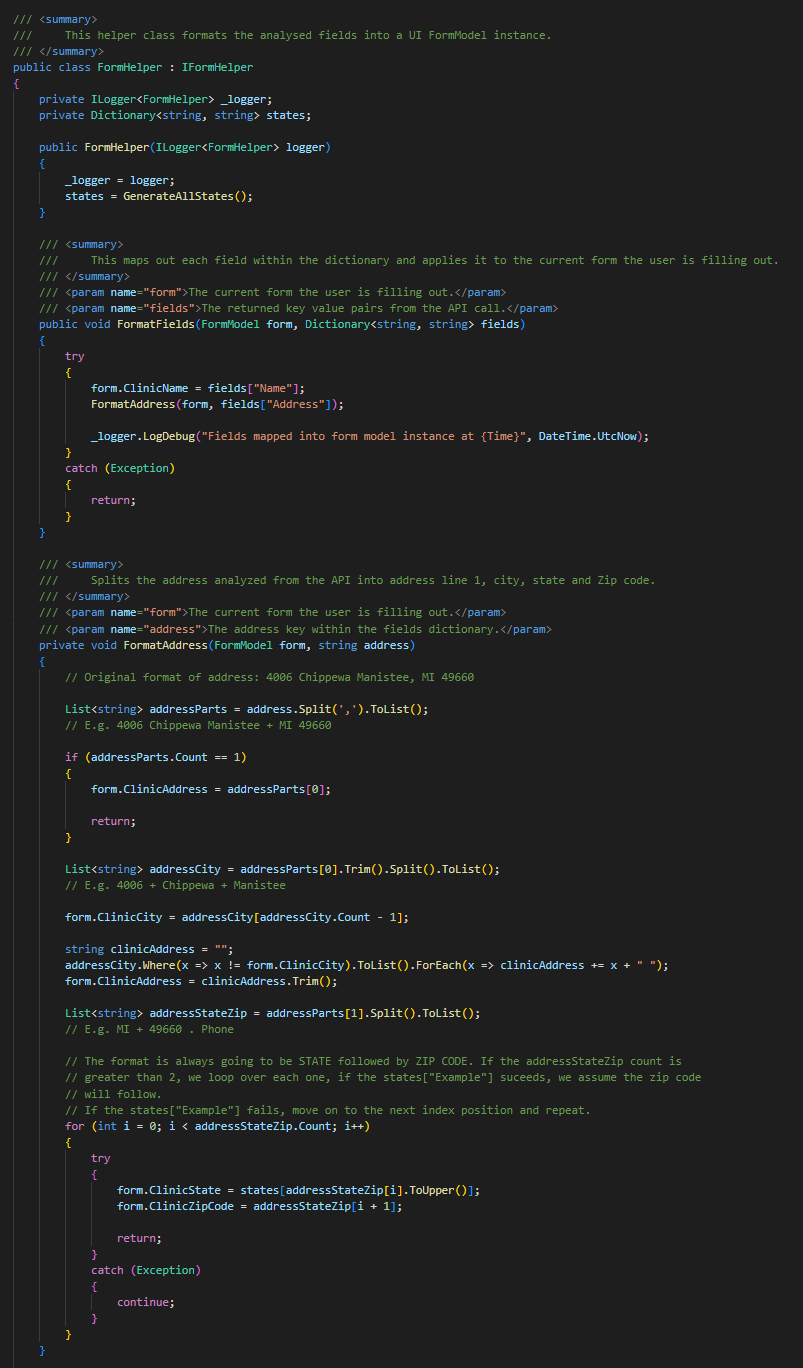 /// <summary>
///     This helper class formats the analysed fields into a UI FormModel instance.
/// </summary>
public class FormHelper : IFormHelper
{
    private ILogger<FormHelper> _logger;
    private Dictionary<string, string> states;

    public FormHelper(ILogger<FormHelper> logger)
    {
        _logger = logger;
        states = GenerateAllStates();
    }

    /// <summary>
    ///     This maps out each field within the dictionary and applies it to the current form the user is filling out.
    /// </summary>
    /// <param name="form">The current form the user is filling out.</param>
    /// <param name="fields">The returned key value pairs from the API call.</param>
    public void FormatFields(FormModel form, Dictionary<string, string> fields)
    {
        try
        {
            form.ClinicName = fields["Name"];
            FormatAddress(form, fields["Address"]);

            _logger.LogDebug("Fields mapped into form model instance at {Time}", DateTime.UtcNow);
        }
        catch (Exception)
        {
            return;
        }
    }

    /// <summary>
    ///     Splits the address analyzed from the API into address line 1, city, state and Zip code.
    /// </summary>
    /// <param name="form">The current form the user is filling out.</param>
    /// <param name="address">The address key within the fields dictionary.</param>
    private void FormatAddress(FormModel form, string address)
    {
        // Original format of address: 4006 Chippewa Manistee, MI 49660

        List<string> addressParts = address.Split(',').ToList();
        // E.g. 4006 Chippewa Manistee + MI 49660

        if (addressParts.Count == 1)
        {
            form.ClinicAddress = addressParts[0];

            return;
        }

        List<string> addressCity = addressParts[0].Trim().Split().ToList();
        // E.g. 4006 + Chippewa + Manistee

        form.ClinicCity = addressCity[addressCity.Count - 1];

        string clinicAddress = "";
        addressCity.Where(x => x != form.ClinicCity).ToList().ForEach(x => clinicAddress += x + " ");
        form.ClinicAddress = clinicAddress.Trim();

        List<string> addressStateZip = addressParts[1].Split().ToList();
        // E.g. MI + 49660 . Phone

        // The format is always going to be STATE followed by ZIP CODE. If the addressStateZip count is
        // greater than 2, we loop over each one, if the states["Example"] suceeds, we assume the zip code
        // will follow.
        // If the states["Example"] fails, move on to the next index position and repeat.
        for (int i = 0; i < addressStateZip.Count; i++)
        {
            try
            {
                form.ClinicState = states[addressStateZip[i].ToUpper()];
                form.ClinicZipCode = addressStateZip[i + 1];

                return;
            }
            catch (Exception)
            {
                continue;
            }
        }
    }